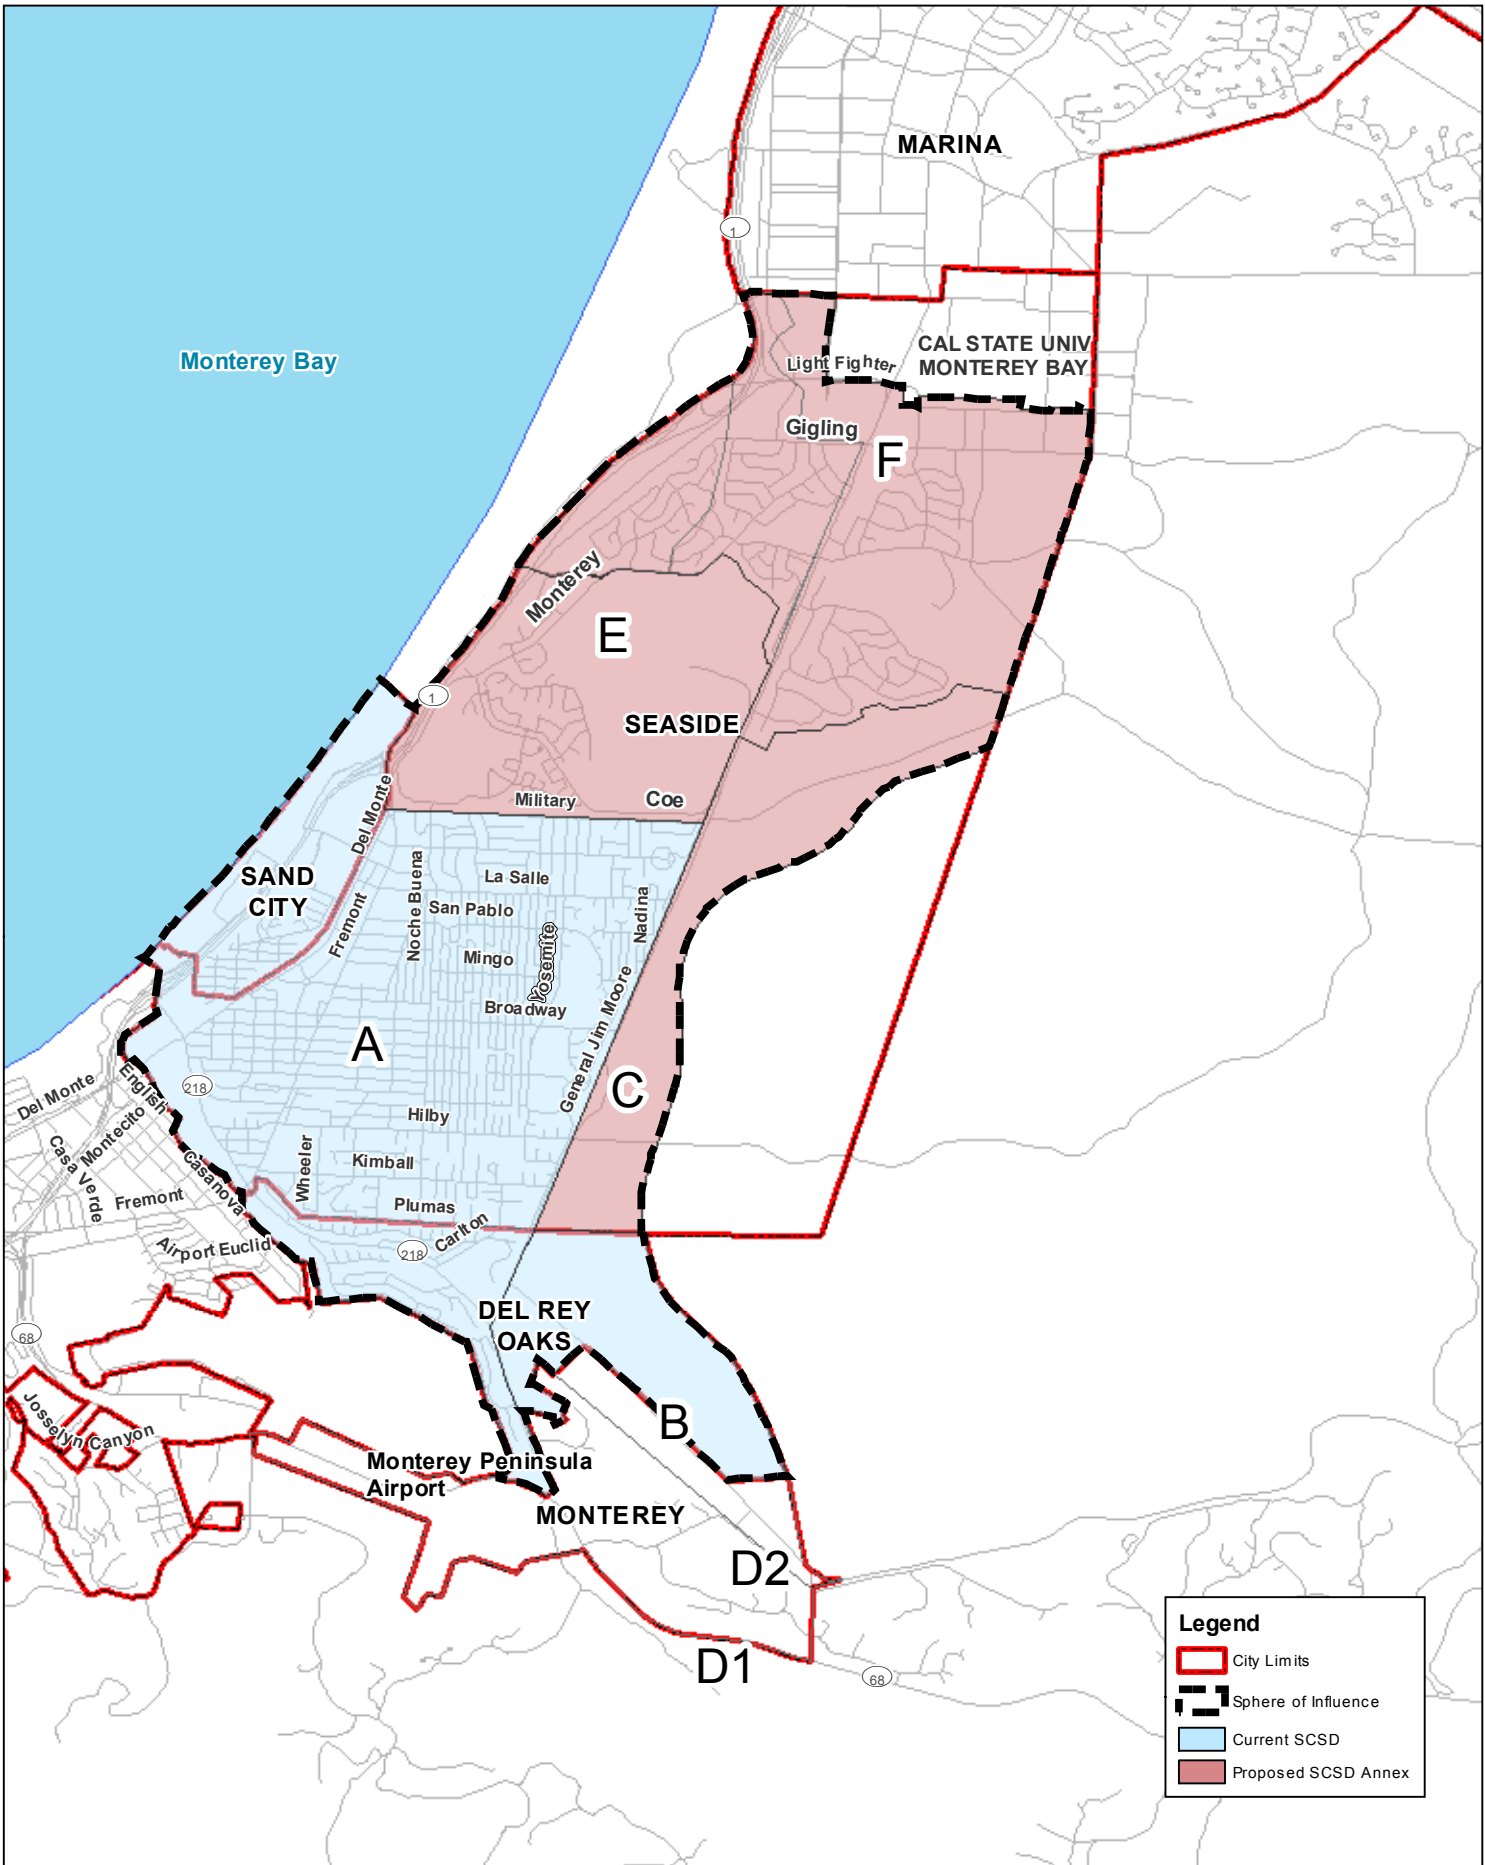 MARINA
1
CAL STATE UNIV
MONTEREY BAY
Monterey Bay
Light Fighter
Gigling
F
Monterey
E
1
SEASIDE
Military
Coe
Del Monte
SAND
CITY
La Salle
Noche Buena
San Pablo
Fremont
Nadina
Yosemite
Mingo
Broadway
A
General Jim Moore
C
218
English
Del Monte
Montecito
Hilby
Casa Verde
Wheeler
Kimball
Casanova
Fremont
Plumas
Carlton
218
Airport
Euclid
DEL REY
OAKS
68
B
Josselyn Canyon
Monterey Peninsula
Airport
MONTEREY
D2
D1
68
Legend
City Limits
Sphere of Influence
Current SCSD
Proposed SCSD Annex